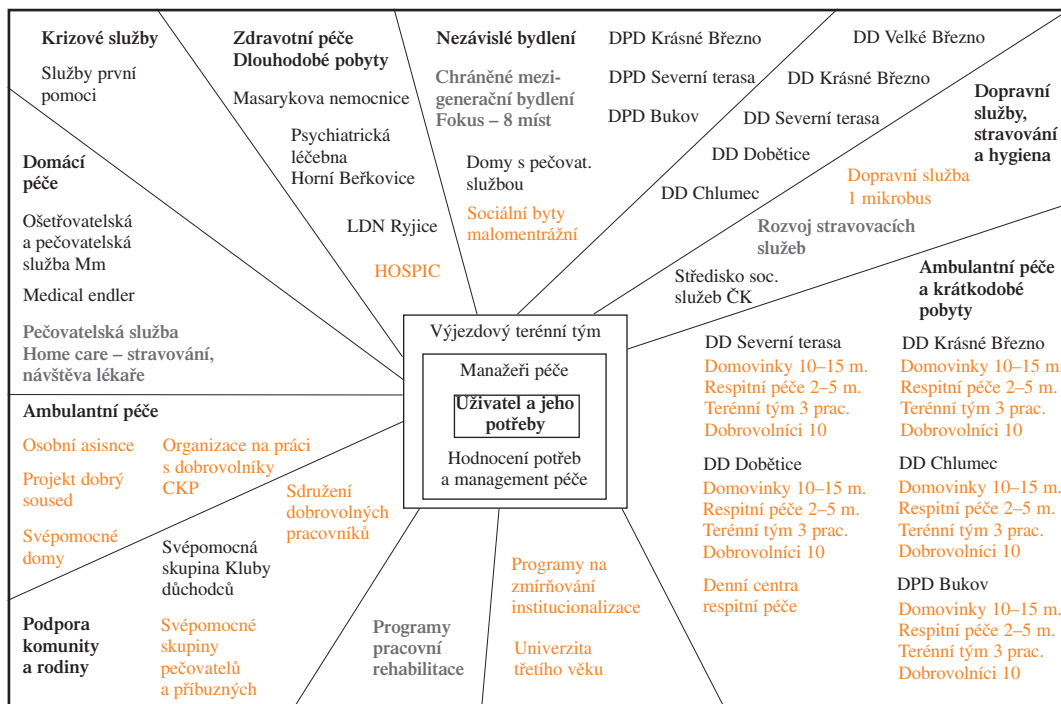 Krizové služby
Služby první
pomoci
Zdravotní péče
Dlouhodobé pobyty
Masarykova nemocnice
Psychiatrická
léčebna
Horní Beřkovice
LDN Ryjice
HOSPIC
Nezávislé bydlení
Chráněné mezi-
generační bydlení
Fokus – 8 míst
Domy s pečovat.
službou
Sociální byty
malomentrážní
DPD Krásné Březno
DPD Severní terasa
DPD Bukov
DD Velké Březno
DD Krásné Březno
DD Severní terasa
DD Dobětice
DD Chlumec
Dopravní
služby,
stravování
a hygiena
Dopravní služba
1 mikrobus
Rozvoj stravovacích
služeb
Středisko soc.
služeb ČK
Domácí
péče
Ošetřovatelská
a pečovatelská
služba Mm
Medical endler
Pečovatelská služba
Home care – stravování,
návštěva lékaře
Výjezdový terénní tým
Manažeři péče
Uživatel a jeho
potřeby
Hodnocení potřeb
a management péče
Ambulantní péče
a krátkodobé
pobyty
DD Severní terasa
Domovinky 10–15 m.
Respitní péče 2–5 m.
Terénní tým 3 prac.
Dobrovolníci 10
DD Krásné Březno
Domovinky 10–15 m.
Respitní péče 2–5 m.
Terénní tým 3 prac.
Dobrovolníci 10
DD Dobětice
Domovinky 10–15 m.
Respitní péče 2–5 m.
Terénní tým 3 prac.
Dobrovolníci 10
DD Chlumec
Domovinky 10–15 m.
Respitní péče 2–5 m.
Terénní tým 3 prac.
Dobrovolníci 10
Denní centra
respitní péče
DPD Bukov
Domovinky 10–15 m.
Respitní péče 2–5 m.
Terénní tým 3 prac.
Dobrovolníci 10
Ambulantní péče
Osobní asisnce
Projekt dobrý
soused
Svépomocné
domy
Organizace na práci
s dobrovolníky
CKP
Sdružení
dobrovolných
pracovníků
Svépomocná
skupina Kluby
důchodců
Podpora
komunity
a rodiny
Svépomocné
skupiny
pečovatelů
a příbuzných
Programy
pracovní
rehabilitace
Programy na
zmírňování
institucionalizace
Univerzita
třetího věku